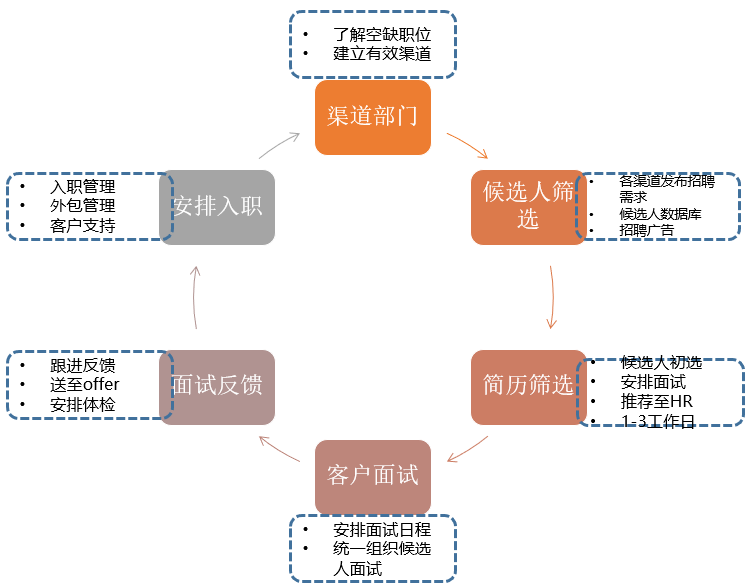 • 了解空缺职位
• 建立有效渠道
渠道部门
候选人筛
选
• 各渠道发布招聘
需求
• 候选人数据库
• 招聘广告
简历筛选
• 候选人初选
• 安排面试
• 推荐至HR
• 1-3工作日
客户面试
• 安排面试日程
• 统一组织候选
人面试
面试反馈
• 跟进反馈
• 送至offer
• 安排体检
安排入职
• 入职管理
• 外包管理
• 客户支持